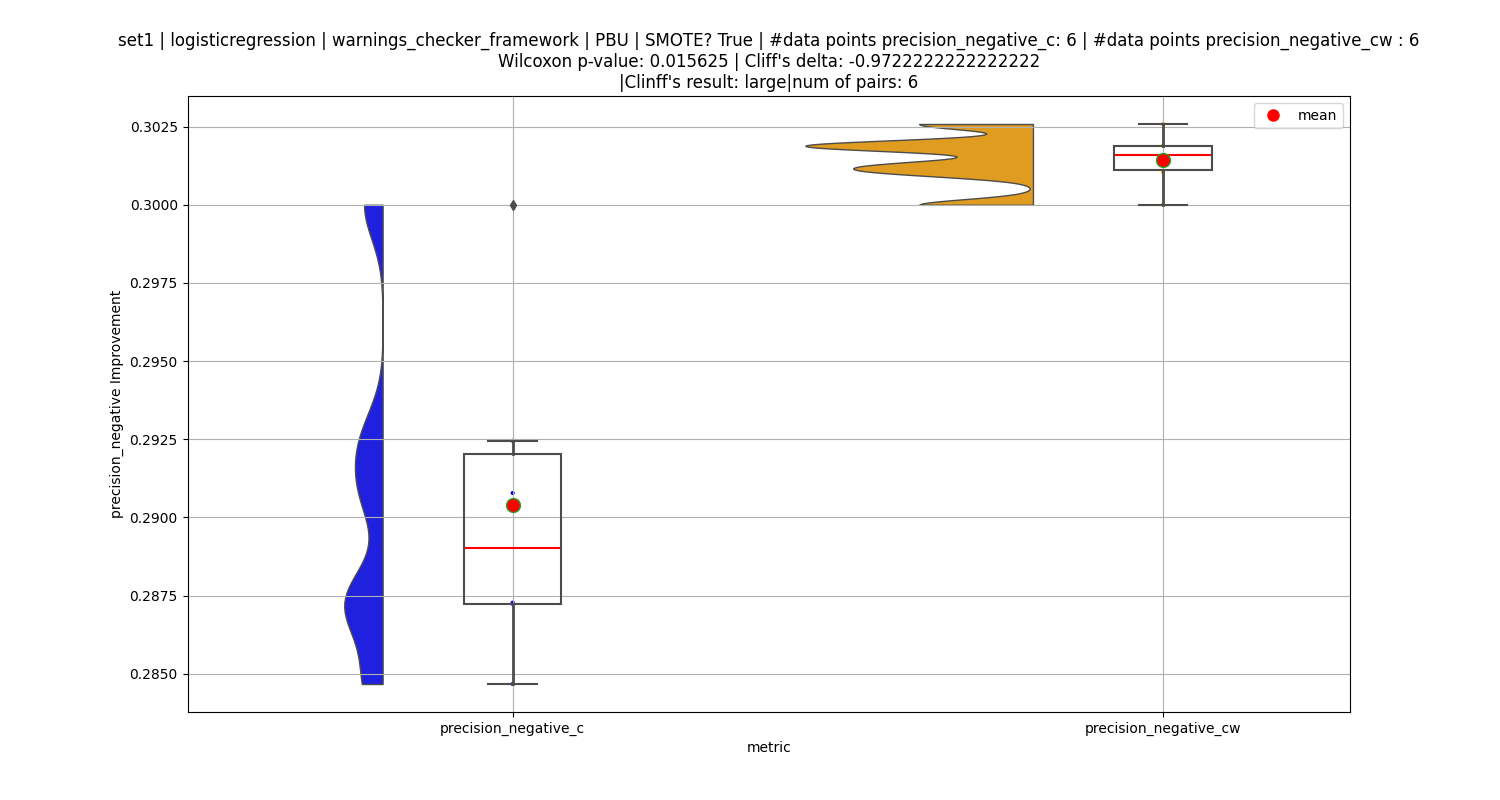 set1 | logisticregression | warnings_checker_framework | PBU | SMOTE? True | #data points precision_negative_c: 6 | #data points precision_negative_cw : 6
Wilcoxon p-value: 0.015625 | Cliff's delta: -0.9722222222222222
|Clinff's result: large|num of pairs: 6
mean
0.3025
0.3000
0.2975
0.2950
0.2925
0.2900
0.2875
0.2850
precision_negative Improvement
precision_negative_c
precision_negative_cw
metric